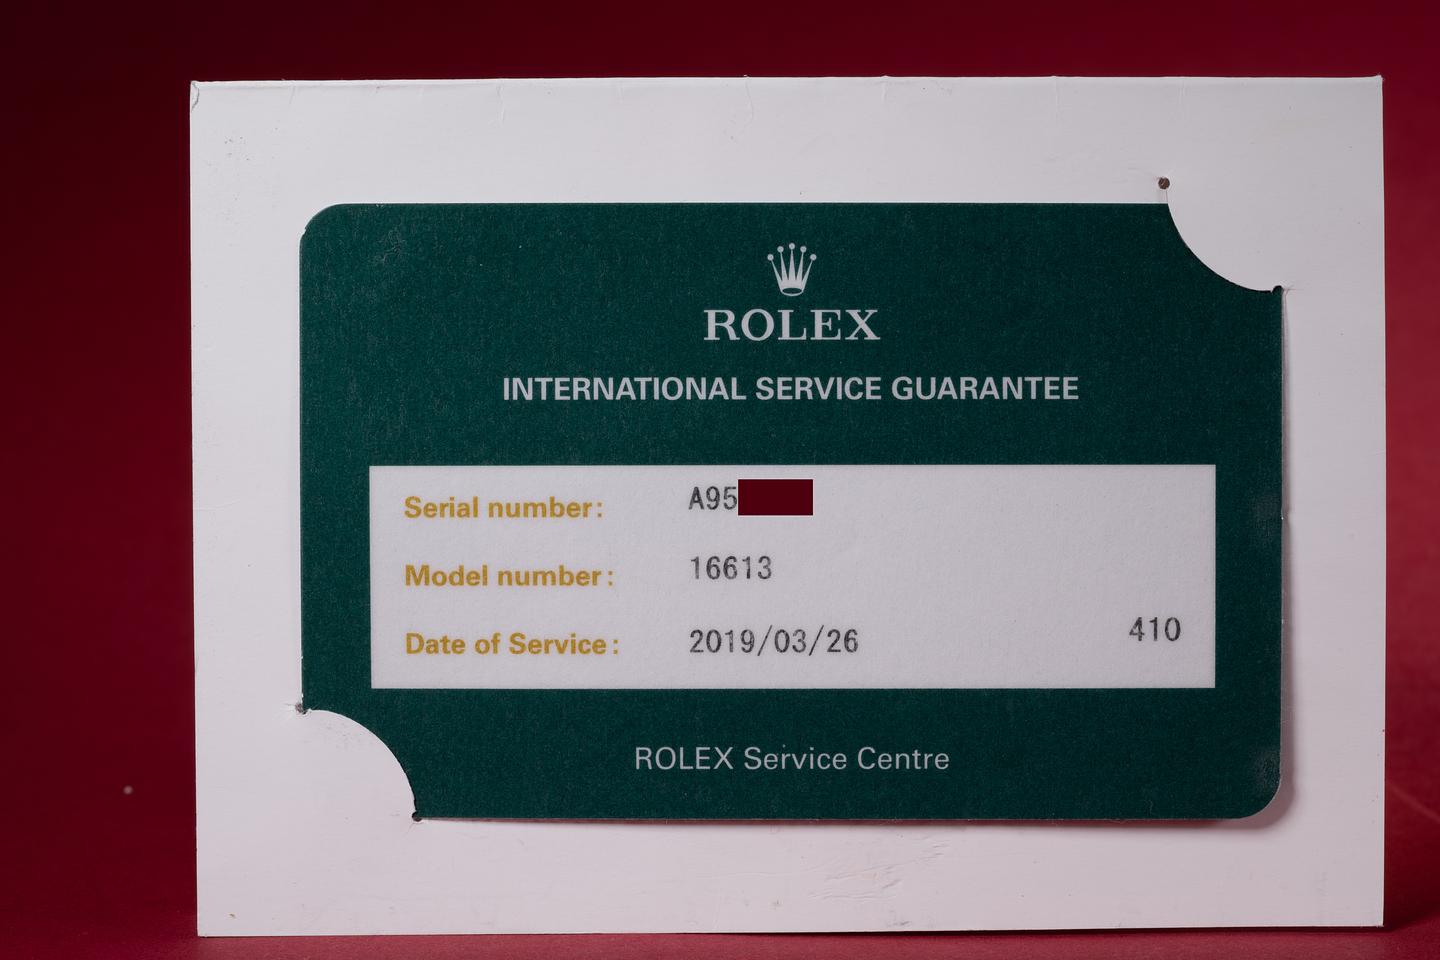 ROLEX
INTERNATIONAL SERVICE GUARANTEE
Serial number: A95
Model number: 16613
Date of Service: 2019/03/26 410
ROLEX Service Centre